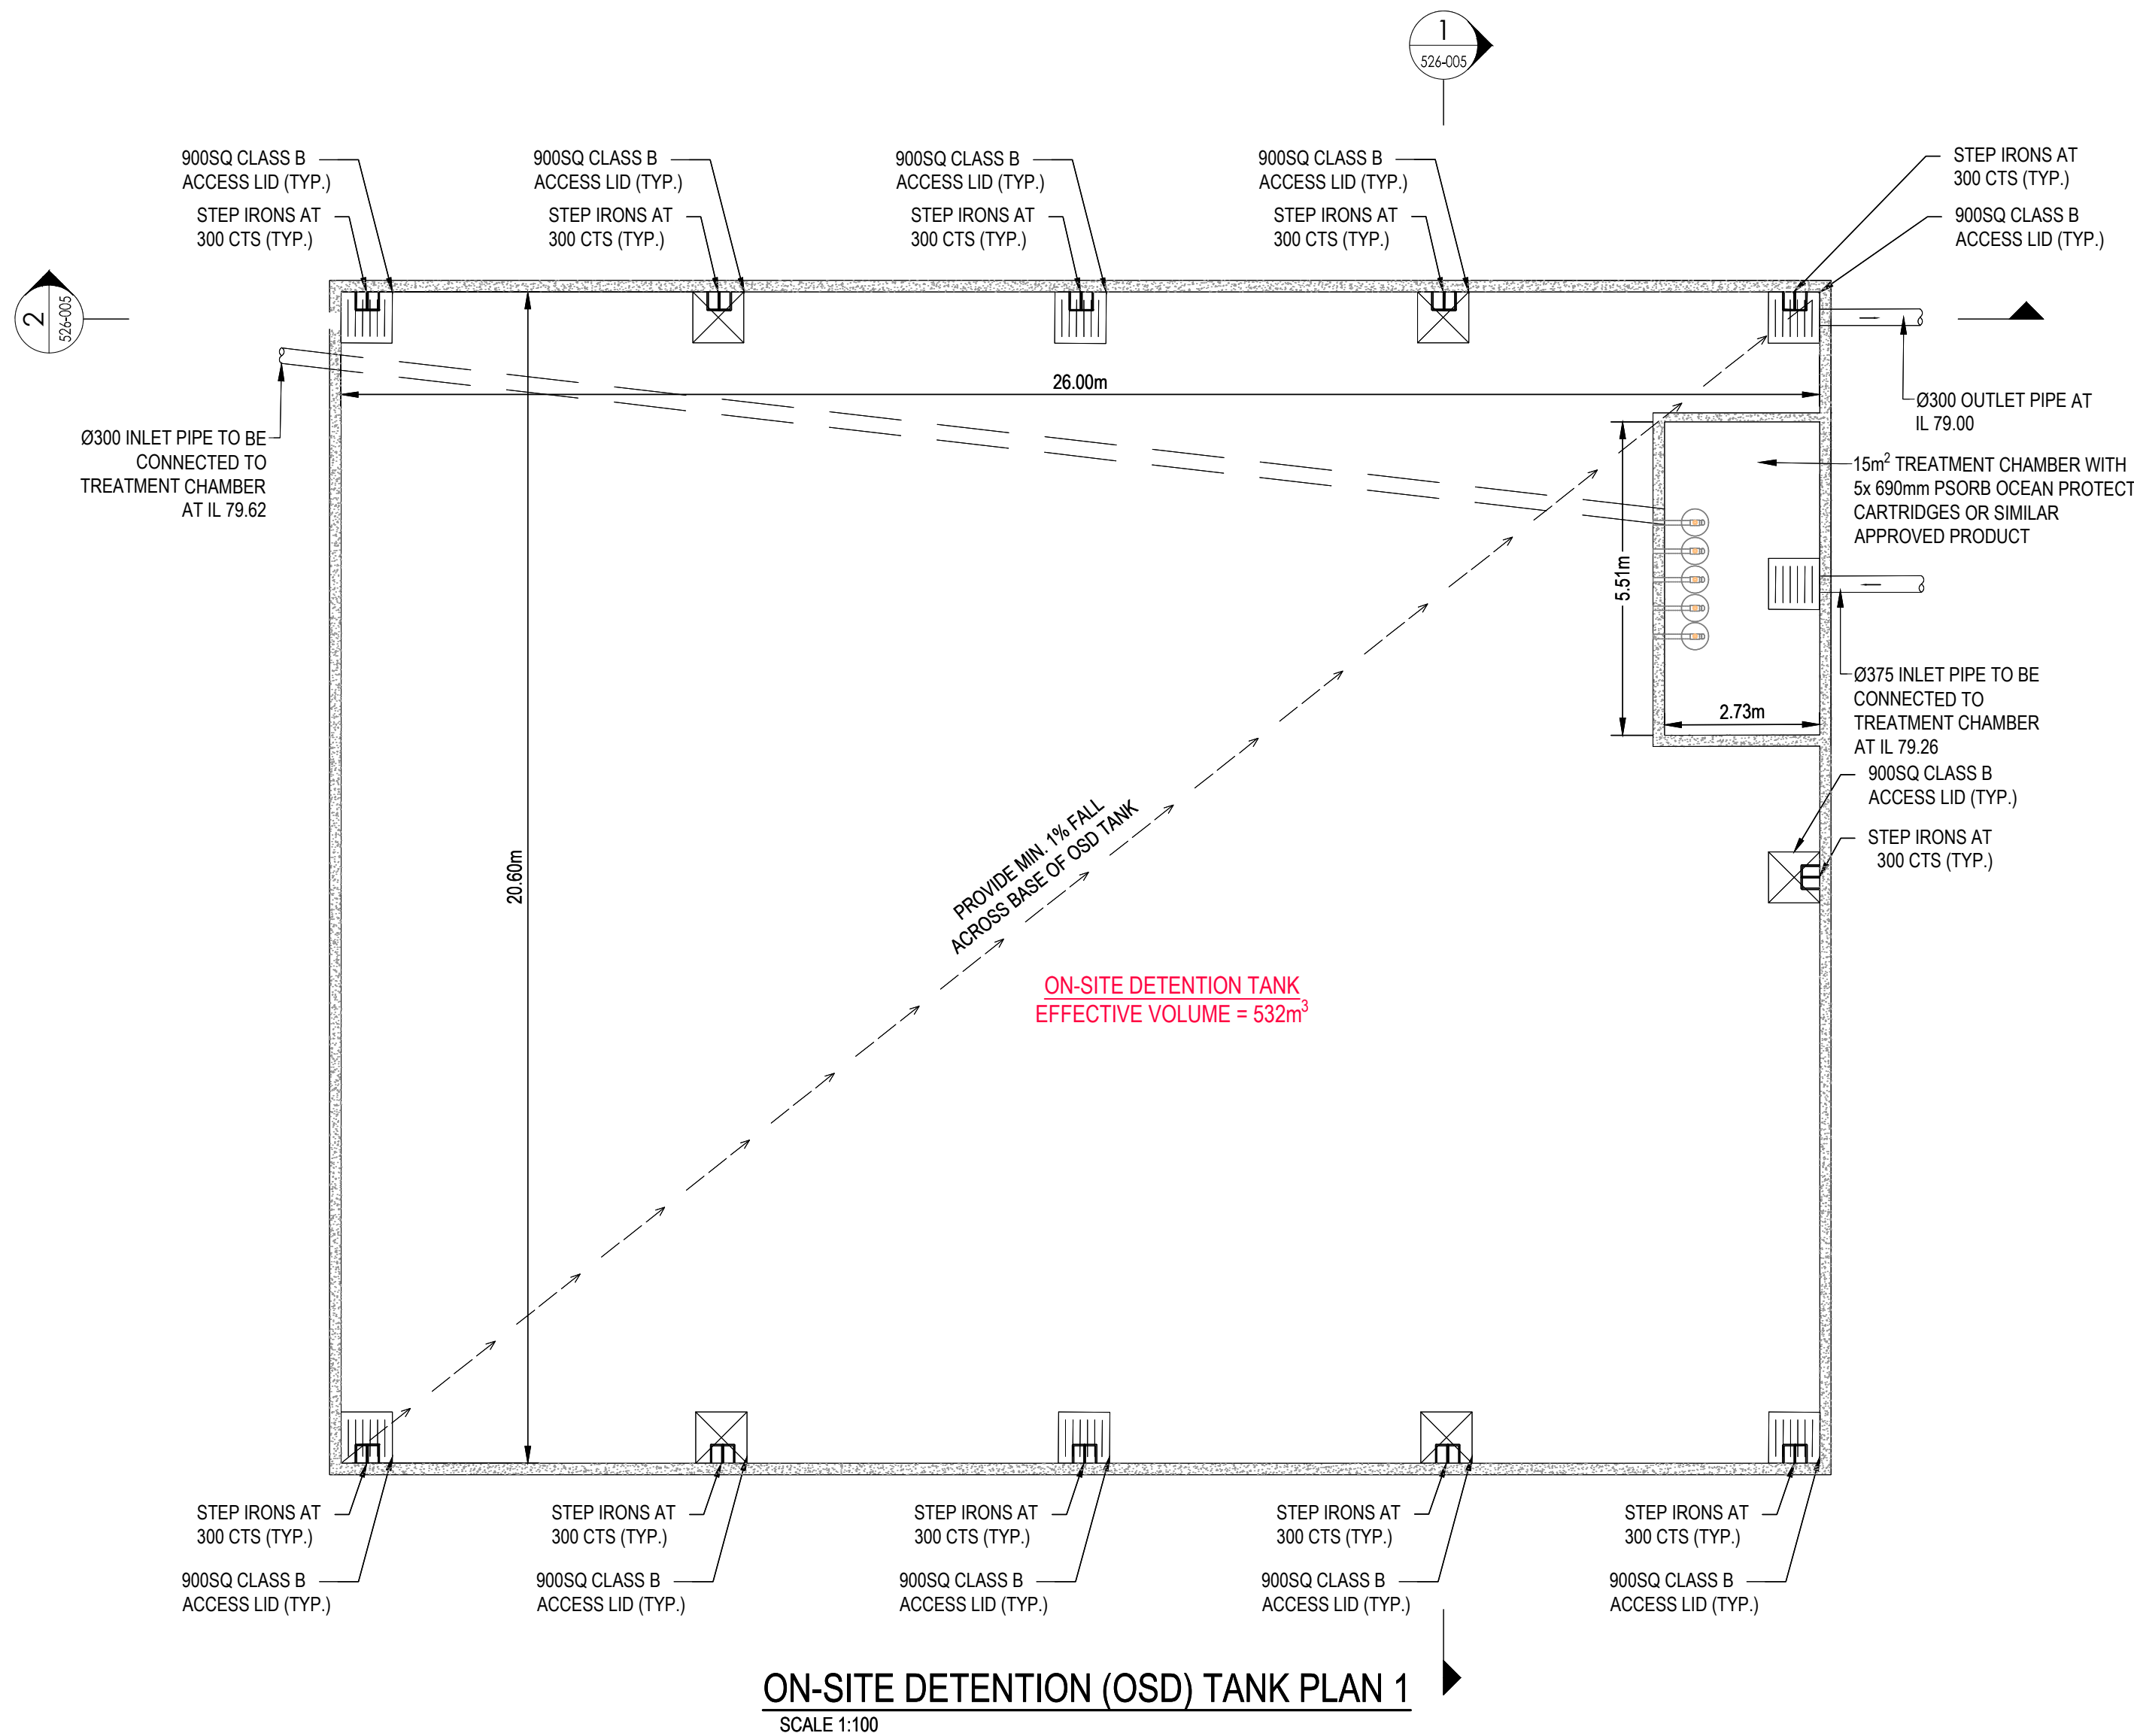 1
526-005
900SQ CLASS B
ACCESS LID (TYP.)
STEP IRONS AT
300 CTS (TYP.)
900SQ CLASS B
ACCESS LID (TYP.)
STEP IRONS AT
300 CTS (TYP.)
900SQ CLASS B
ACCESS LID (TYP.)
STEP IRONS AT
300 CTS (TYP.)
900SQ CLASS B
ACCESS LID (TYP.)
STEP IRONS AT
300 CTS (TYP.)
STEP IRONS AT
300 CTS (TYP.)
900SQ CLASS B
ACCESS LID (TYP.)
2
526-005
26.00m
Ø300 INLET PIPE TO BE
CONNECTED TO
TREATMENT CHAMBER
AT IL 79.62
Ø300 OUTLET PIPE AT
IL 79.00
15m² TREATMENT CHAMBER WITH
5x 690mm PSORB OCEAN PROTECT
CARTRIDGES OR SIMILAR
APPROVED PRODUCT
5.51m
2.73m
Ø375 INLET PIPE TO BE
CONNECTED TO
TREATMENT CHAMBER
AT IL 79.26
900SQ CLASS B
ACCESS LID (TYP.)
STEP IRONS AT
300 CTS (TYP.)
20.60m
PROVIDE MIN. 1% FALL
ACROSS BASE OF OSD TANK
ON-SITE DETENTION TANK
EFFECTIVE VOLUME = 532m³
STEP IRONS AT
300 CTS (TYP.)
900SQ CLASS B
ACCESS LID (TYP.)
STEP IRONS AT
300 CTS (TYP.)
900SQ CLASS B
ACCESS LID (TYP.)
STEP IRONS AT
300 CTS (TYP.)
900SQ CLASS B
ACCESS LID (TYP.)
STEP IRONS AT
300 CTS (TYP.)
900SQ CLASS B
ACCESS LID (TYP.)
STEP IRONS AT
300 CTS (TYP.)
900SQ CLASS B
ACCESS LID (TYP.)
ON-SITE DETENTION (OSD) TANK PLAN 1
SCALE 1:100